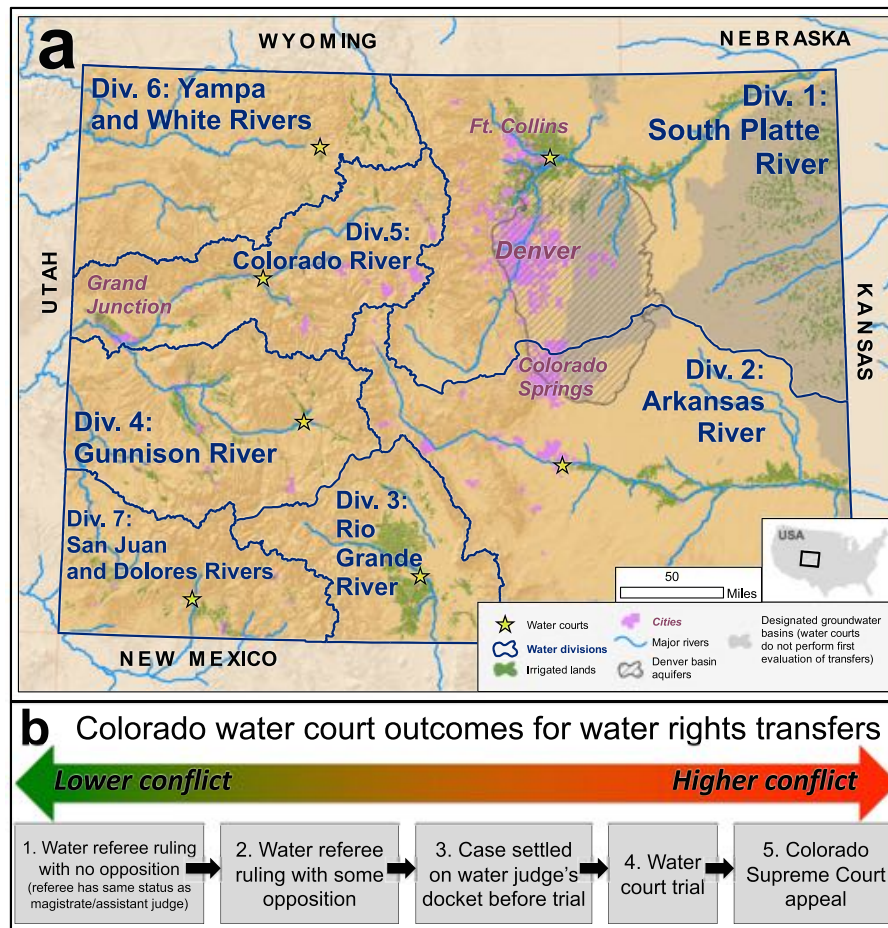 a
WYOMING
NEBRASKA
Div. 6: Yampa
and White Rivers
Ft. Collins
Div. 1:
South Platte
River
UTAH
Div.5:
Colorado River
Denver
Grand
Junction
KANSAS
Colorado
Springs
Div. 2:
Arkansas
River
Div. 4:
Gunnison River
Div. 7:
San Juan
and Dolores Rivers
Div. 3:
Rio
Grande
River
NEW MEXICO
USA
50
Miles
Water courts
Water divisions
Irrigated lands
Cities
Major rivers
Denver basin
aquifers
Designated groundwater
basins (water courts
do not perform first
evaluation of transfers)
b Colorado water court outcomes for water rights transfers
Lower conflict
Higher conflict
1. Water referee ruling
with no opposition
(referee has same status as
magistrate/assistant judge)
2. Water referee
ruling with some
opposition
3. Case settled
on water judge's
docket before trial
4. Water
court trial
5. Colorado
Supreme Court
appeal